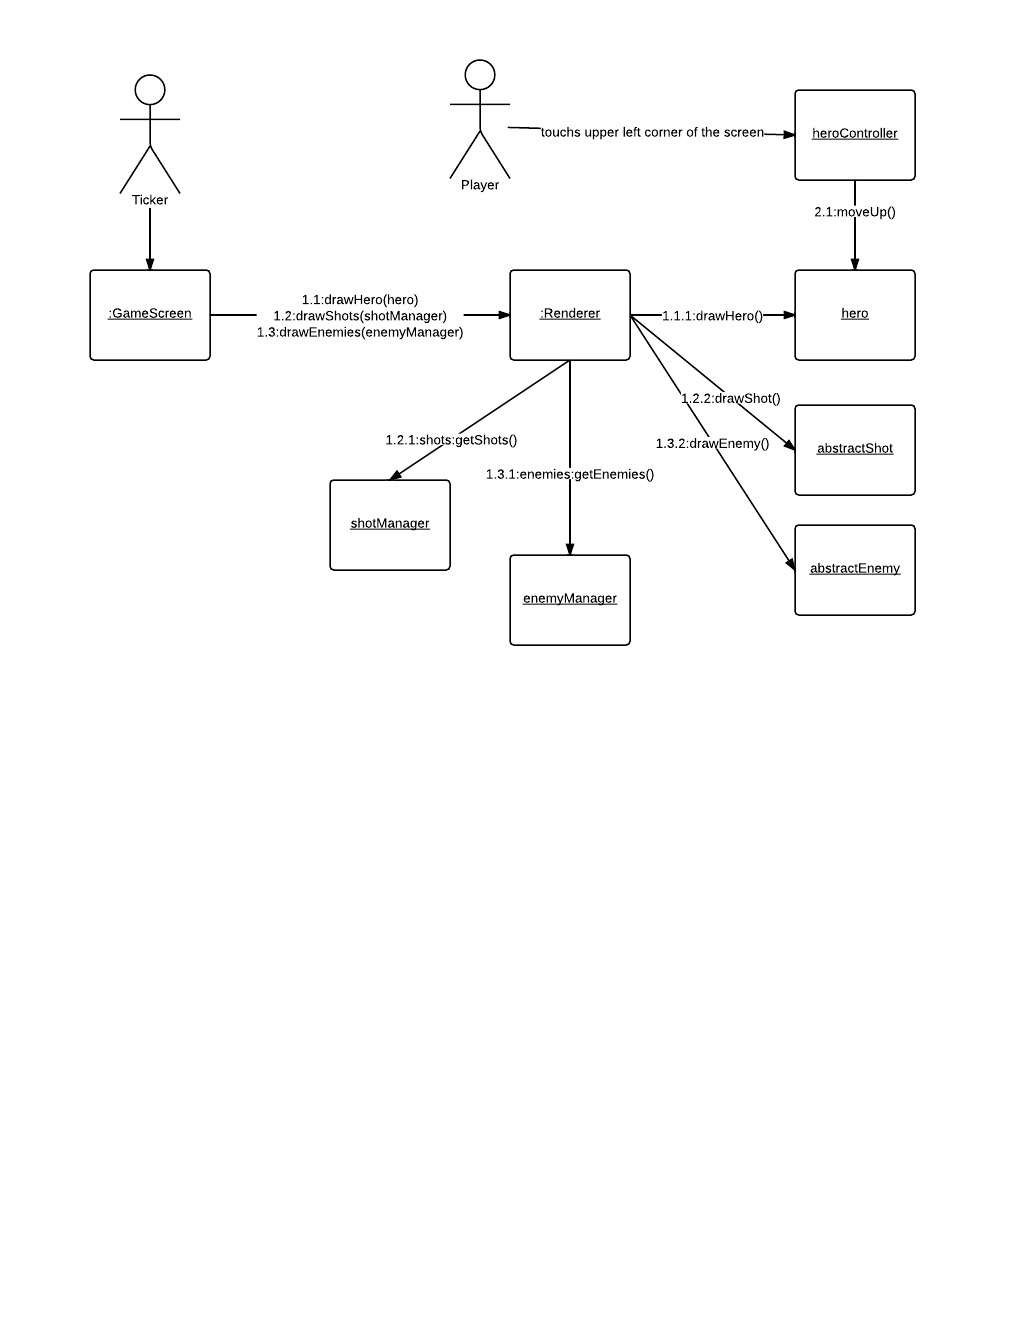 Ticker
Player
touchs upper left corner of the screen
heroController
2.1:moveUp()
:GameScreen
1.1:drawHero(hero)
1.2:drawShots(shotManager)
1.3:drawEnemies(enemyManager)
:Renderer
1.1.1:drawHero()
hero
1.2.2:drawShot()
1.2.1:shots:getShots()
1.3.2:drawEnemy()
abstractShot
1.3.1:enemies:getEnemies()
shotManager
abstractEnemy
enemyManager